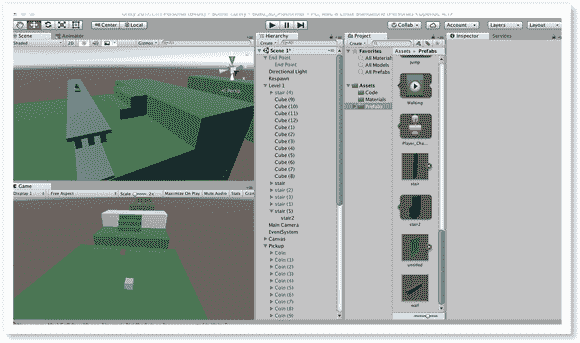 Center
Local
Collab
Account
Layers
Layout
Scene
Animator
Shaded
2D
Gizmos
Game
Display 1
Free Aspect
Scale
Maximize On Play
Mute Audio
Stats
Hierarchy
Create
Scene 1*
End Point
End Point
Directional Light
Respawn
Level 1
stair (4)
Cube (9)
Cube (10)
Cube (11)
Cube (12)
Cube (1)
Cube (2)
Cube (3)
Cube (4)
Cube (5)
Cube (6)
Cube (7)
Cube (8)
stair
stair (2)
stair (3)
stair (1)
stair (5)
stair2
Main Camera
EventSystem
Canvas
Pickup
Coin
Coin (1)
Coin (2)
Coin (3)
Coin (4)
Coin (5)
Coin (6)
Coin (7)
Coin (8)
Coin (9)
Project
Create
Favorites
All Material
All Models
All Prefabs
Assets
Code
Materials
Prefabs
Assets
Prefabs
jump
Walking
Player_Cha...
stair
stair2
untitled
wall
Inspector
Services